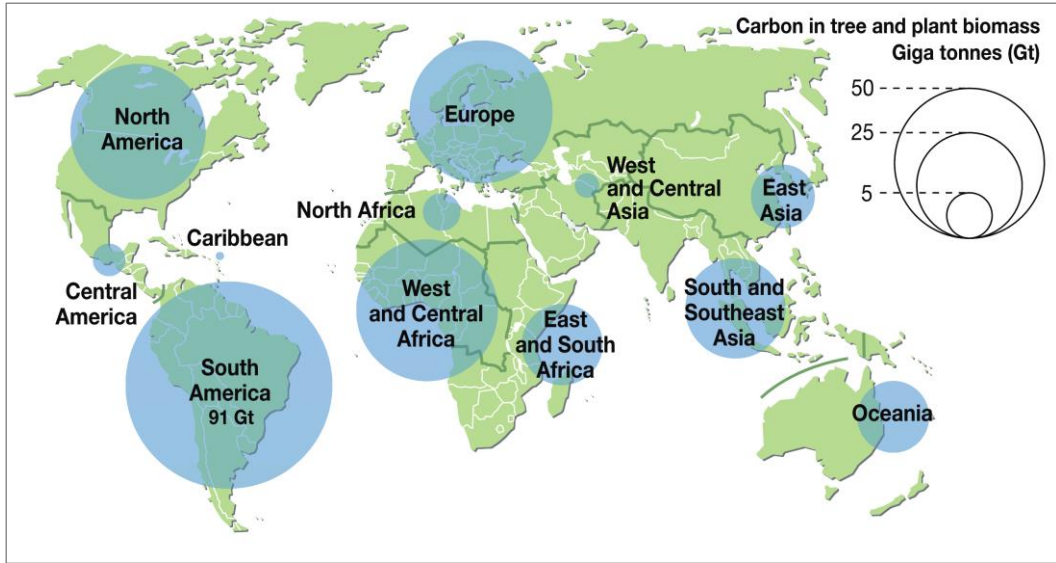 Carbon in tree and plant biomass
Giga tonnes (Gt)
50
25
5
North
America
Europe
West
and Central
Asia
East
Asia
North Africa
Caribbean
Central
America
West
and Central
Africa
South and
Southeast
Asia
East
and South
Africa
South
America
91 Gt
Oceania